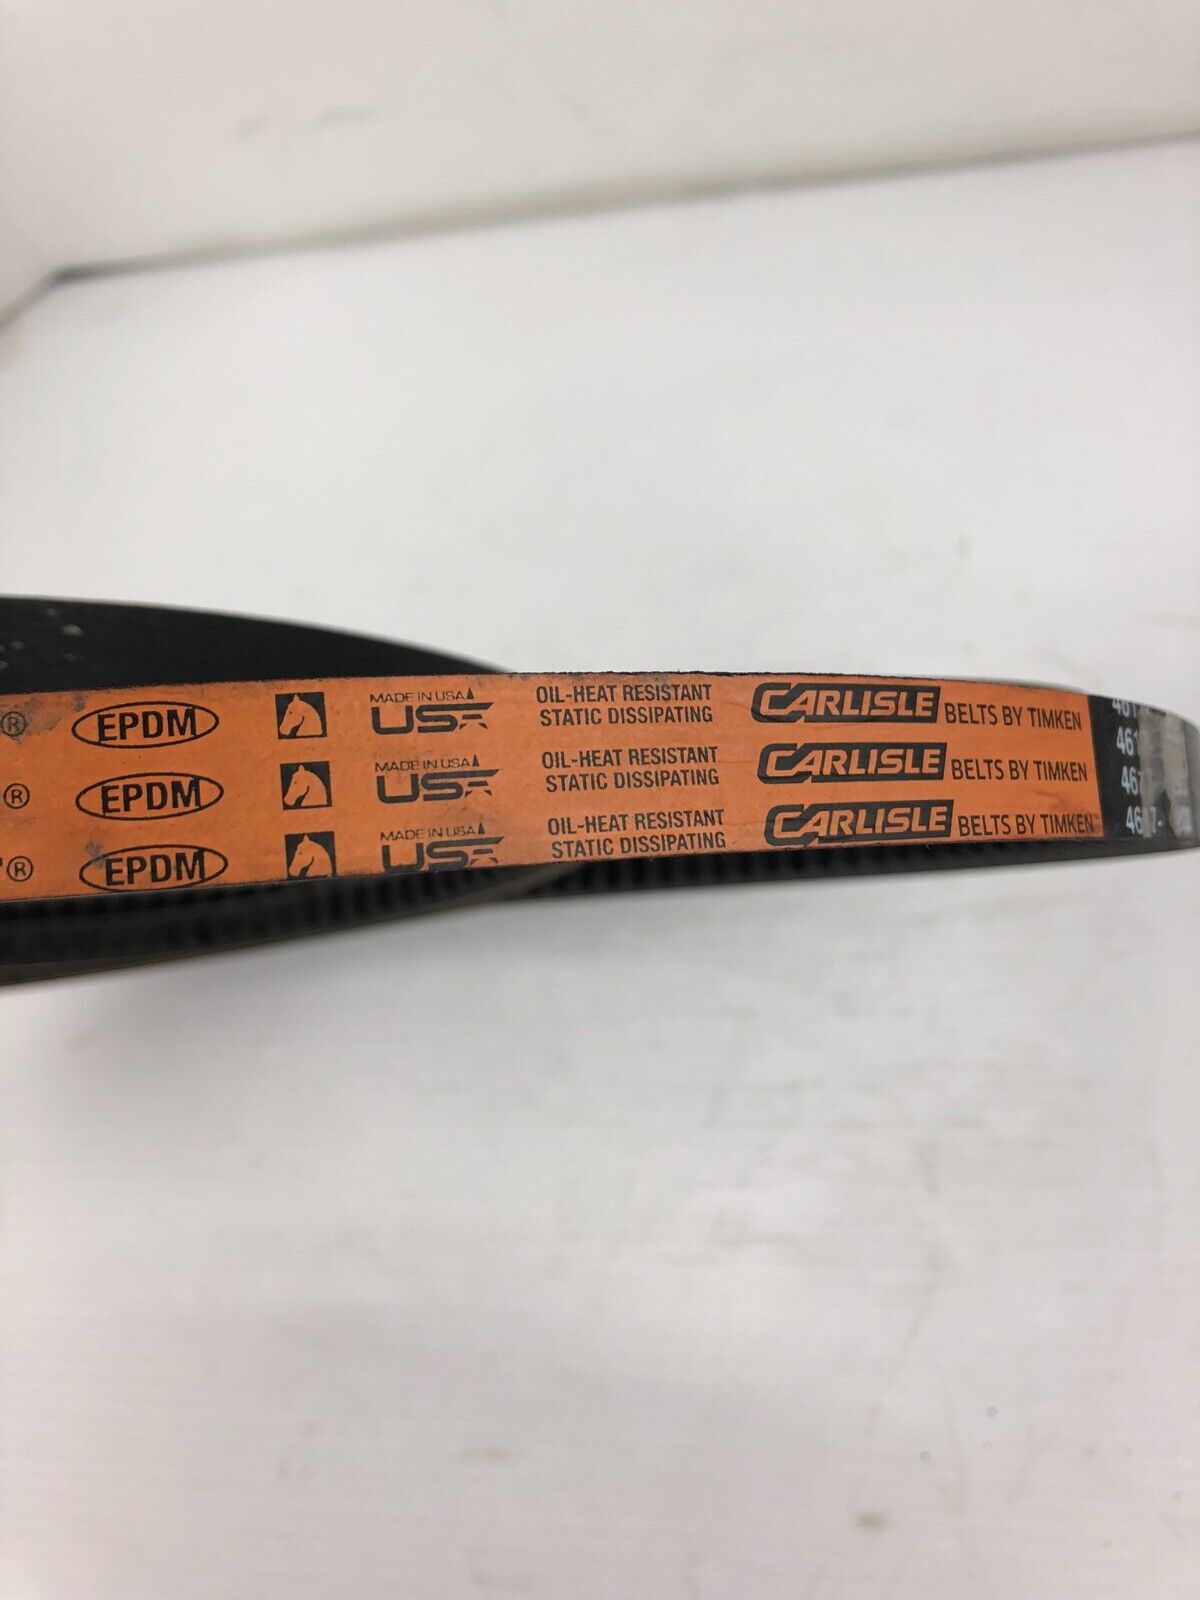 ® EPDM MADE IN USA USA OIL-HEAT RESISTANT STATIC DISSIPATING CARLISLE BELTS BY TIMKEN
® EPDM MADE IN USA USA OIL-HEAT RESISTANT STATIC DISSIPATING CARLISLE BELTS BY TIMKEN
® EPDM MADE IN USA USA OIL-HEAT RESISTANT STATIC DISSIPATING CARLISLE BELTS BY TIMKEN™